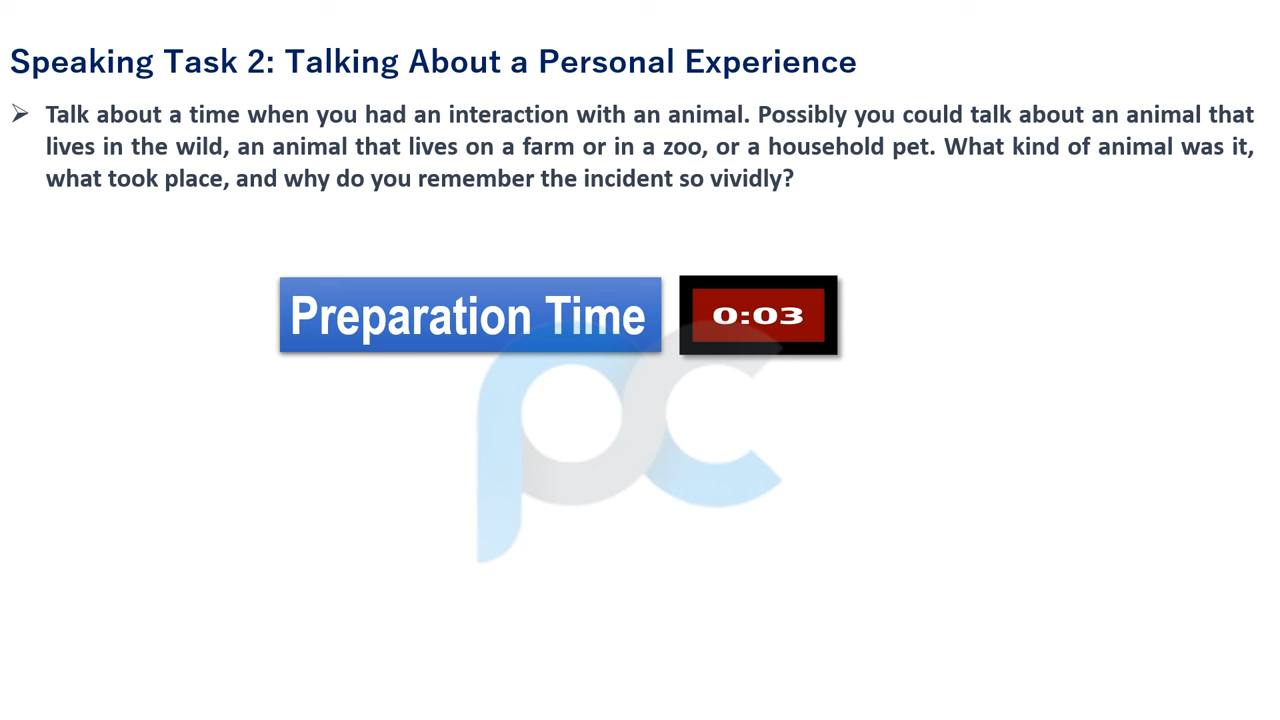 Speaking Task 2: Talking About a Personal Experience
➢ Talk about a time when you had an interaction with an animal. Possibly you could talk about an animal that
lives in the wild, an animal that lives on a farm or in a zoo, or a household pet. What kind of animal was it,
what took place, and why do you remember the incident so vividly?
Preparation Time 0:03
pc